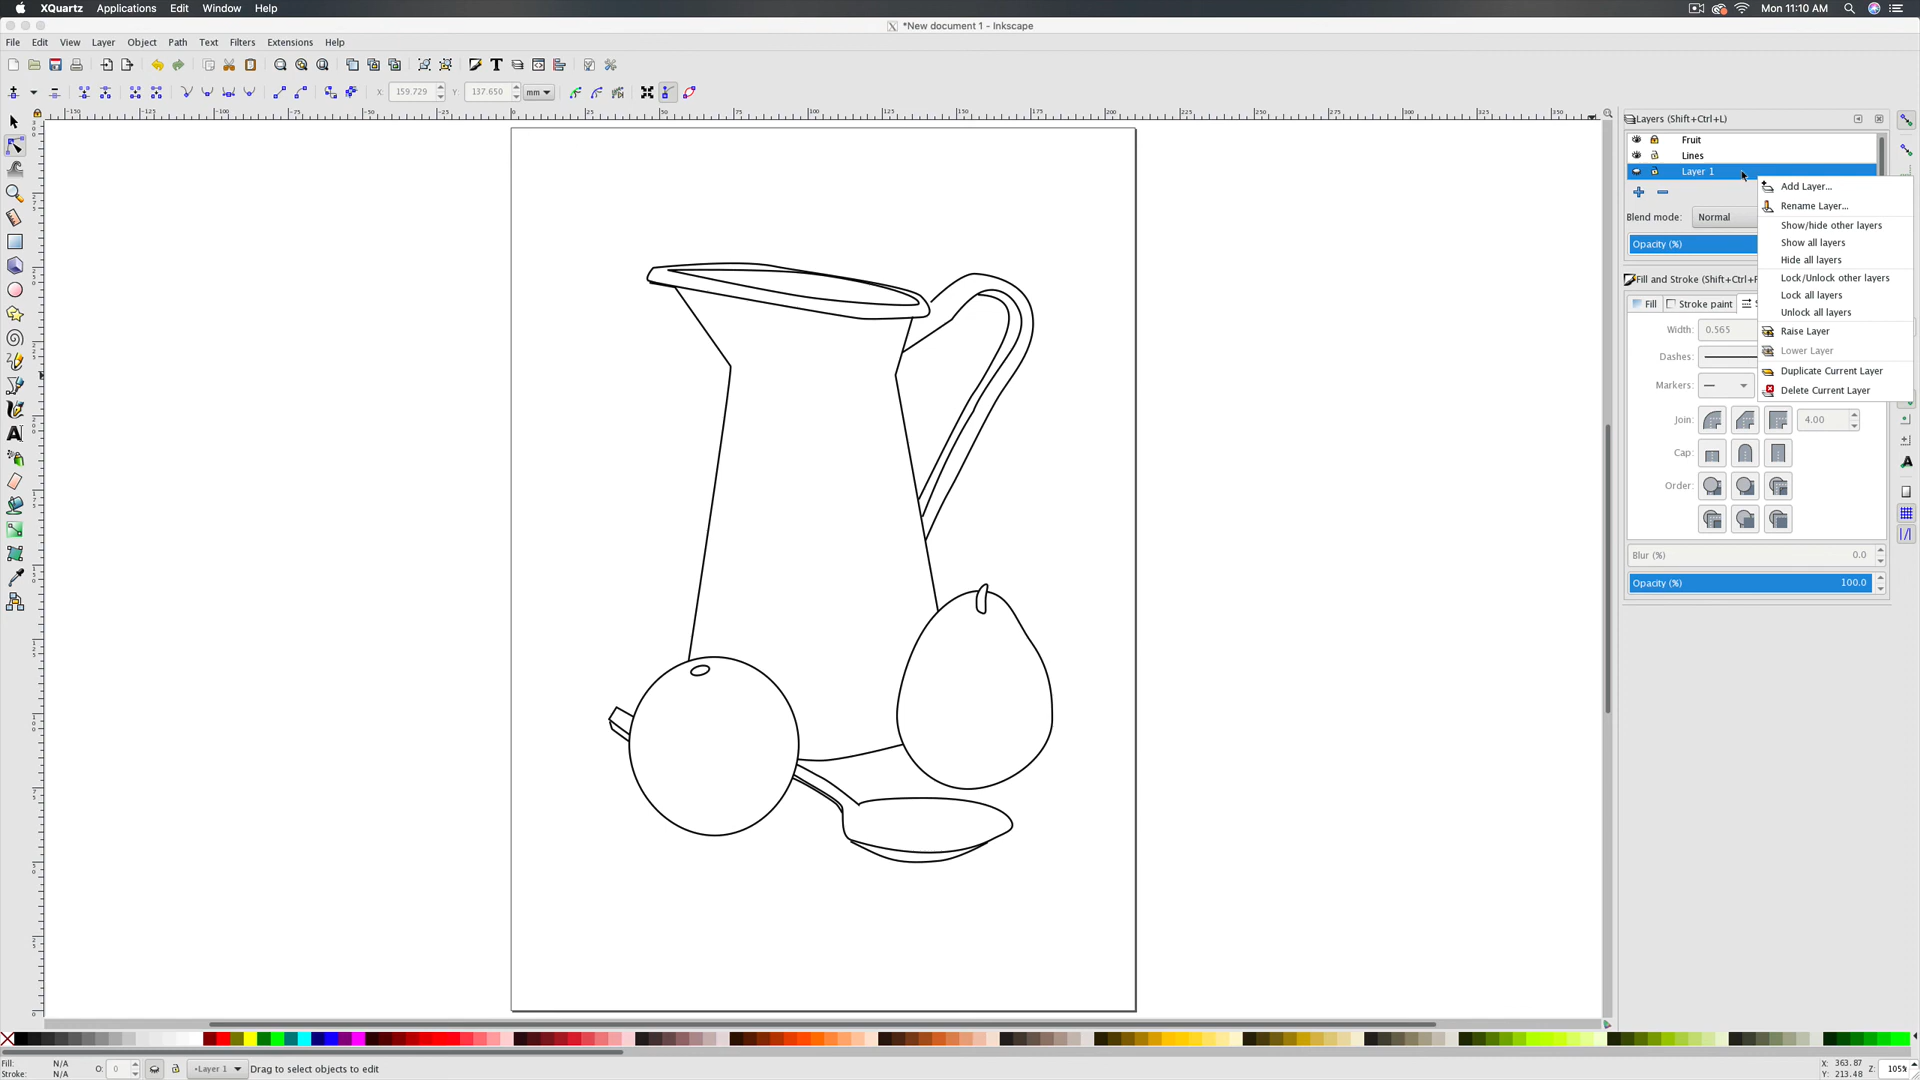 XQuartz Applications Edit Window Help Mon 11:10 AM
*New document 1 - Inkscape
File Edit View Layer Object Path Text Filters Extensions Help
X: 159.729 Y: 137.650 mm
Layers (Shift+Ctrl+L)
Fruit
Lines
Layer 1
Add Layer...
Rename Layer...
Blend mode: Normal
Show/hide other layers
Show all layers
Opacity (%)
Hide all layers
Lock/Unlock other layers
Fill and Stroke (Shift+Ctrl+F
Lock all layers
Fill Stroke paint
Unlock all layers
Width: 0.565
Raise Layer
Lower Layer
Dashes:
Duplicate Current Layer
Markers:
Delete Current Layer
Join: 4.00
Cap:
Order:
Blur (%) 0.0
Opacity (%) 100.0
Fill: N/A
Stroke: N/A
O: 0
•Layer 1
Drag to select objects to edit
X: 363.87
Y: 213.48
Z: 105%